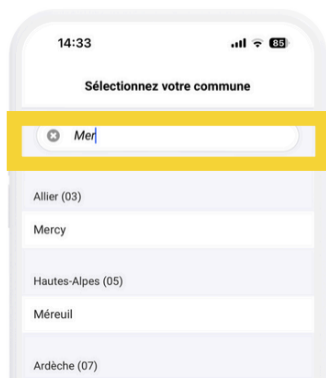 14:33
85
Sélectionnez votre commune
Mer
Allier (03)
Mercy
Hautes-Alpes (05)
Méreuil
Ardèche (07)